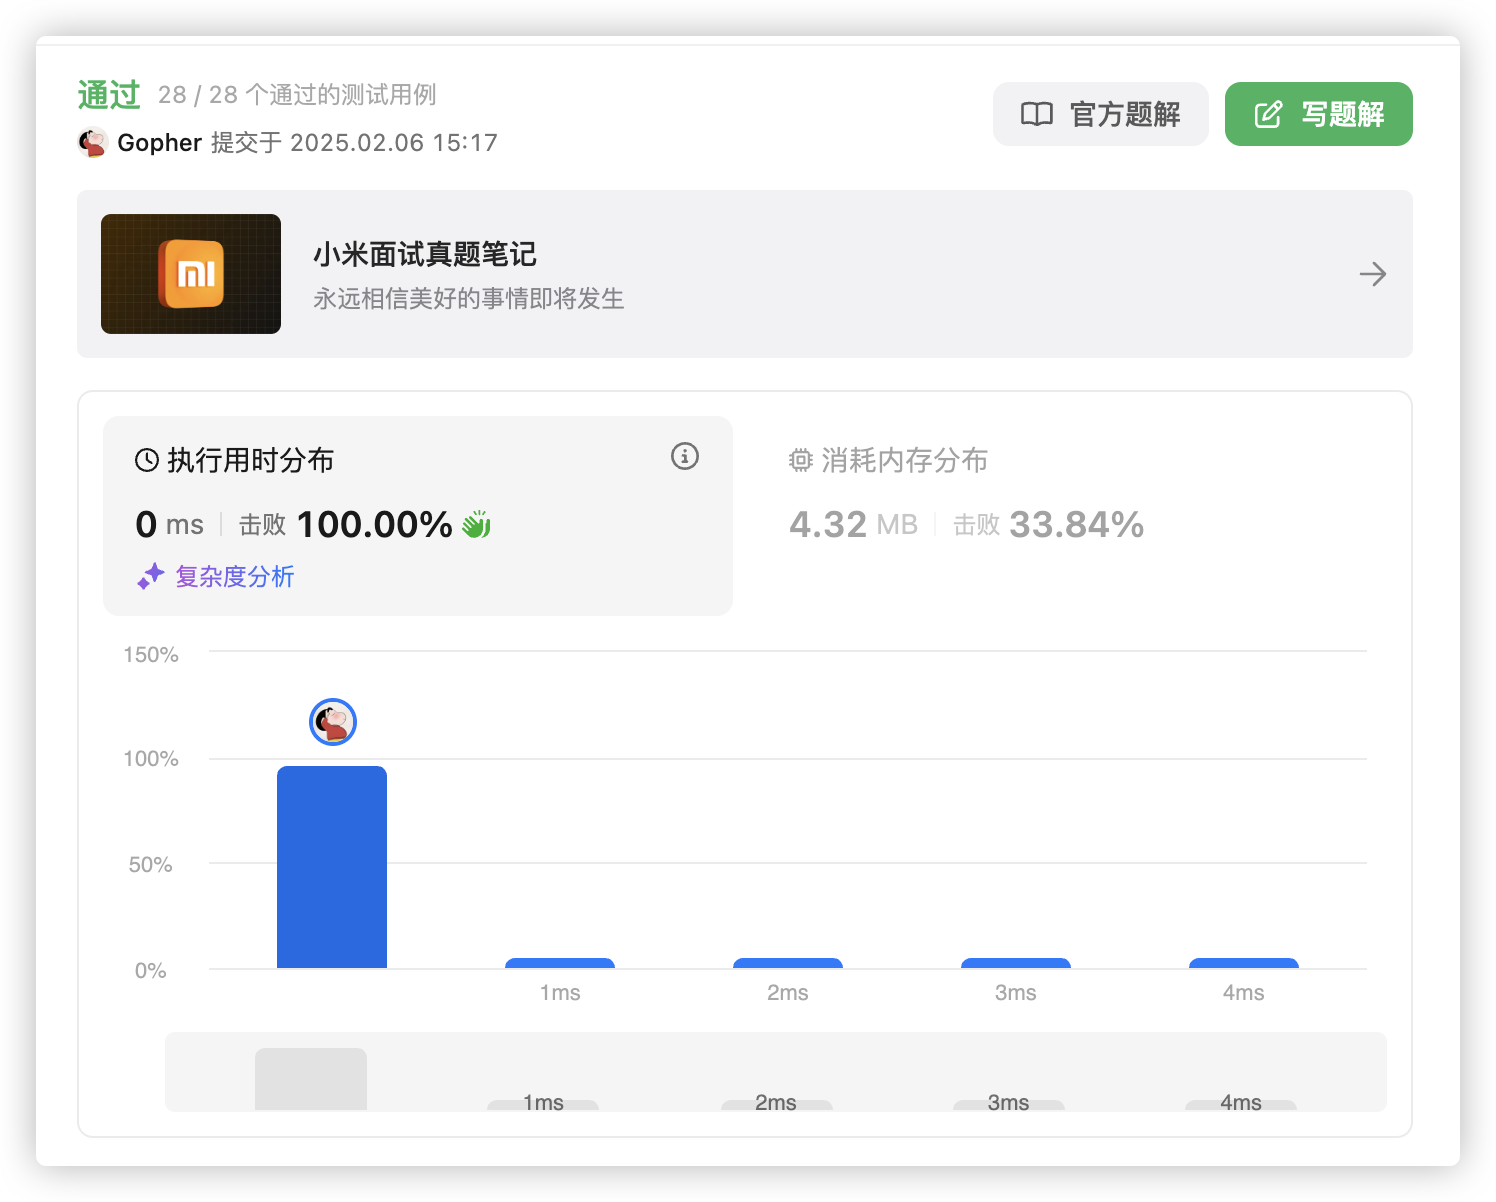 通过 28 / 28 个通过的测试用例
Gopher 提交于 2025.02.06 15:17
官方题解
写题解
小米面试真题笔记
永远相信美好的事情即将发生
执行用时分布
0 ms 击败 100.00%
复杂度分析
消耗内存分布
4.32 MB 击败 33.84%
150%
100%
50%
0%
1ms 2ms 3ms 4ms
1ms 2ms 3ms 4ms